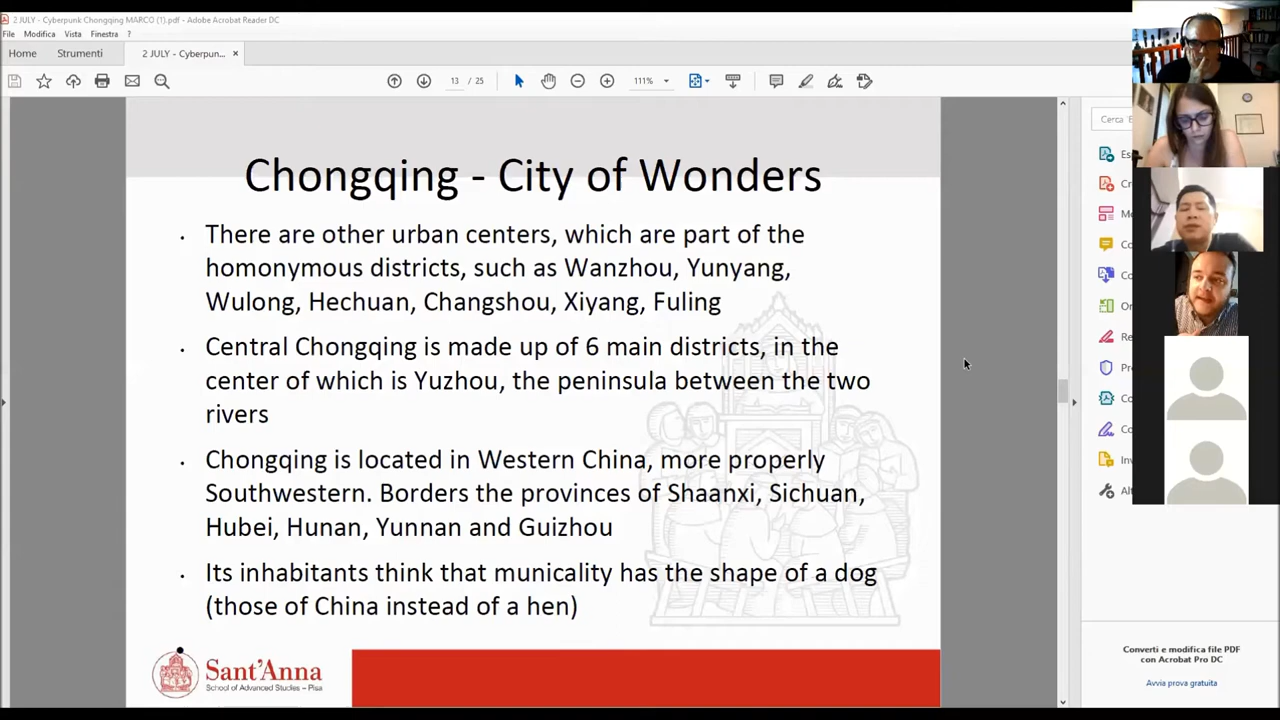 2 JULY - Cyberpunk Chongqing MARCO (1).pdf - Adobe Acrobat Reader DC
File Modifica Vista Finestra ?
Home Strumenti 2 JULY - Cyberpun... ×
13 / 25 111%
Chongqing - City of Wonders
• There are other urban centers, which are part of the
homonymous districts, such as Wanzhou, Yunyang,
Wulong, Hechuan, Changshou, Xiyang, Fuling
• Central Chongqing is made up of 6 main districts, in the
center of which is Yuzhou, the peninsula between the two
rivers
• Chongqing is located in Western China, more properly
Southwestern. Borders the provinces of Shaanxi, Sichuan,
Hubei, Hunan, Yunnan and Guizhou
• Its inhabitants think that municality has the shape of a dog
(those of China instead of a hen)
Sant'Anna
School of Advanced Studies – Pisa
Cerca
Converti e modifica file PDF
con Acrobat Pro DC
Avvia prova gratuita